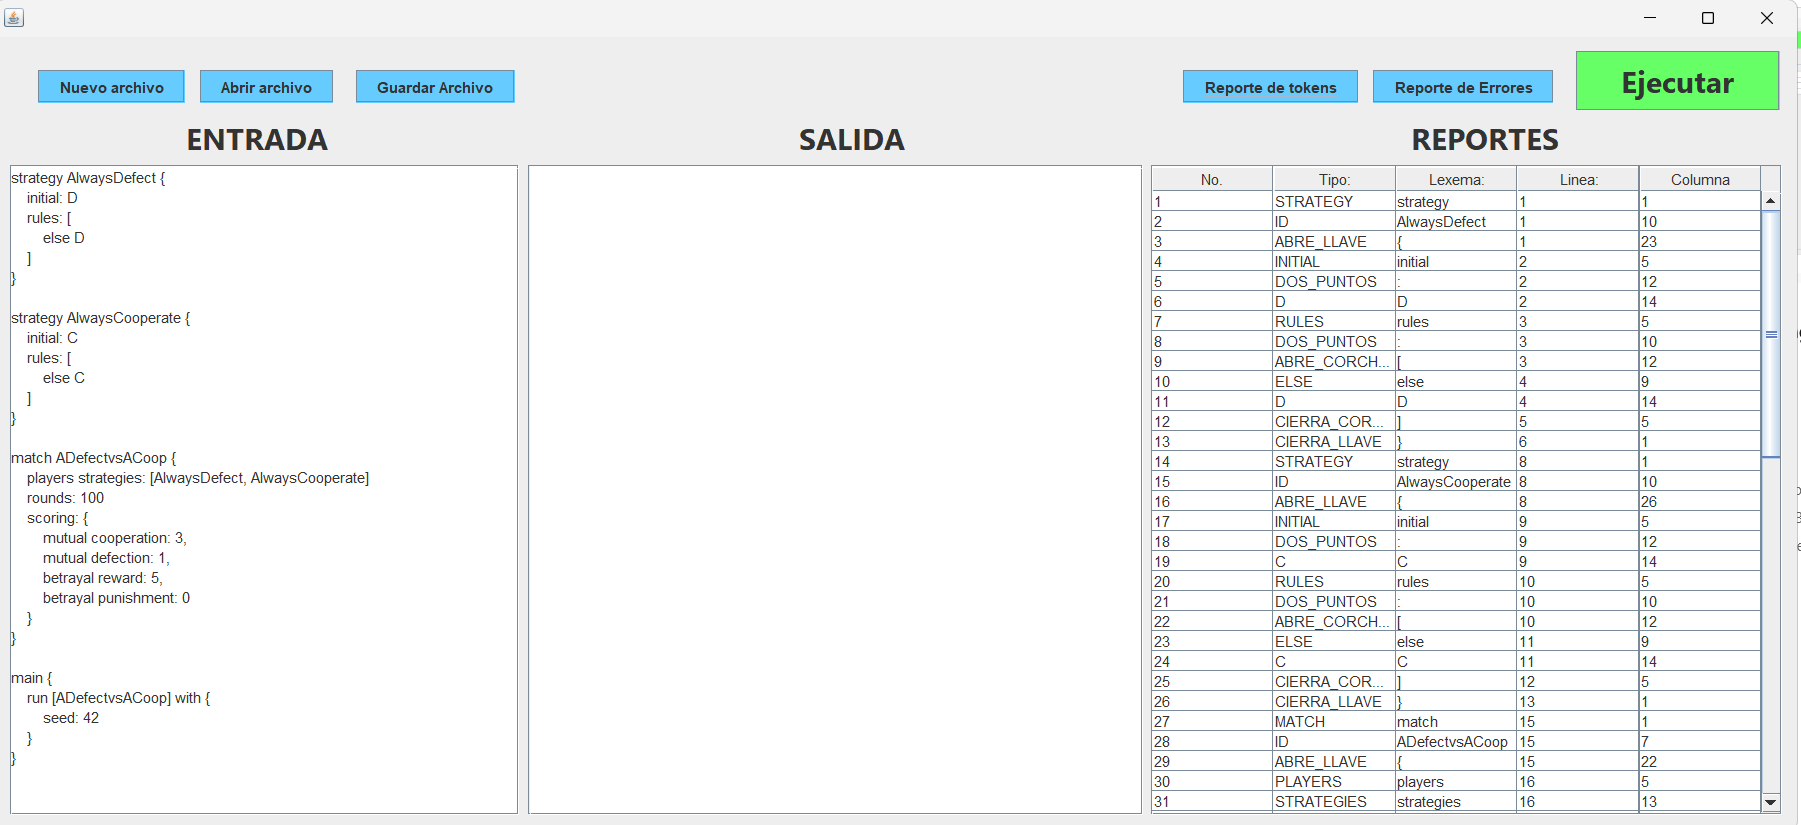 Nuevo archivo Abrir archivo Guardar Archivo Reporte de tokens Reporte de Errores Ejecutar
ENTRADA SALIDA REPORTES
strategy AlwaysDefect {
initial: D
rules: [
else D
]
}
strategy AlwaysCooperate {
initial: C
rules: [
else C
]
}
match ADefectvsACoop {
players strategies: [AlwaysDefect, AlwaysCooperate]
rounds: 100
scoring: {
mutual cooperation: 3,
mutual defection: 1,
betrayal reward: 5,
betrayal punishment: 0
}
}
main {
run [ADefectvsACoop] with {
seed: 42
}
}
No. Tipo: Lexema: Linea: Columna
1 STRATEGY strategy 1 1
2 ID AlwaysDefect 1 10
3 ABRE_LLAVE { 1 23
4 INITIAL initial 2 5
5 DOS_PUNTOS : 2 12
6 D D 2 14
7 RULES rules 3 5
8 DOS_PUNTOS : 3 10
9 ABRE_CORCH... [ 3 12
10 ELSE else 4 9
11 D D 4 14
12 CIERRA_COR... ] 5 5
13 CIERRA_LLAVE } 6 1
14 STRATEGY strategy 8 1
15 ID AlwaysCooperate 8 10
16 ABRE_LLAVE { 8 26
17 INITIAL initial 9 5
18 DOS_PUNTOS : 9 12
19 C C 9 14
20 RULES rules 10 5
21 DOS_PUNTOS : 10 10
22 ABRE_CORCH... [ 10 12
23 ELSE else 11 9
24 C C 11 14
25 CIERRA_COR... ] 12 5
26 CIERRA_LLAVE } 13 1
27 MATCH match 15 1
28 ID ADefectvsACoop 15 7
29 ABRE_LLAVE { 15 22
30 PLAYERS players 16 5
31 STRATEGIES strategies 16 13